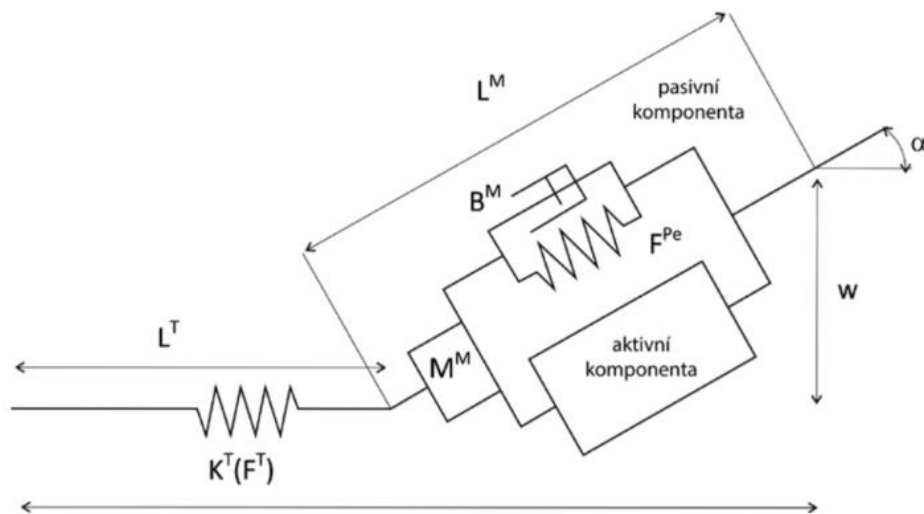 L^M
pasivní
komponenta
α
B^M
F^Pe
w
L^T
M^M
aktivní
komponenta
K^T(F^T)